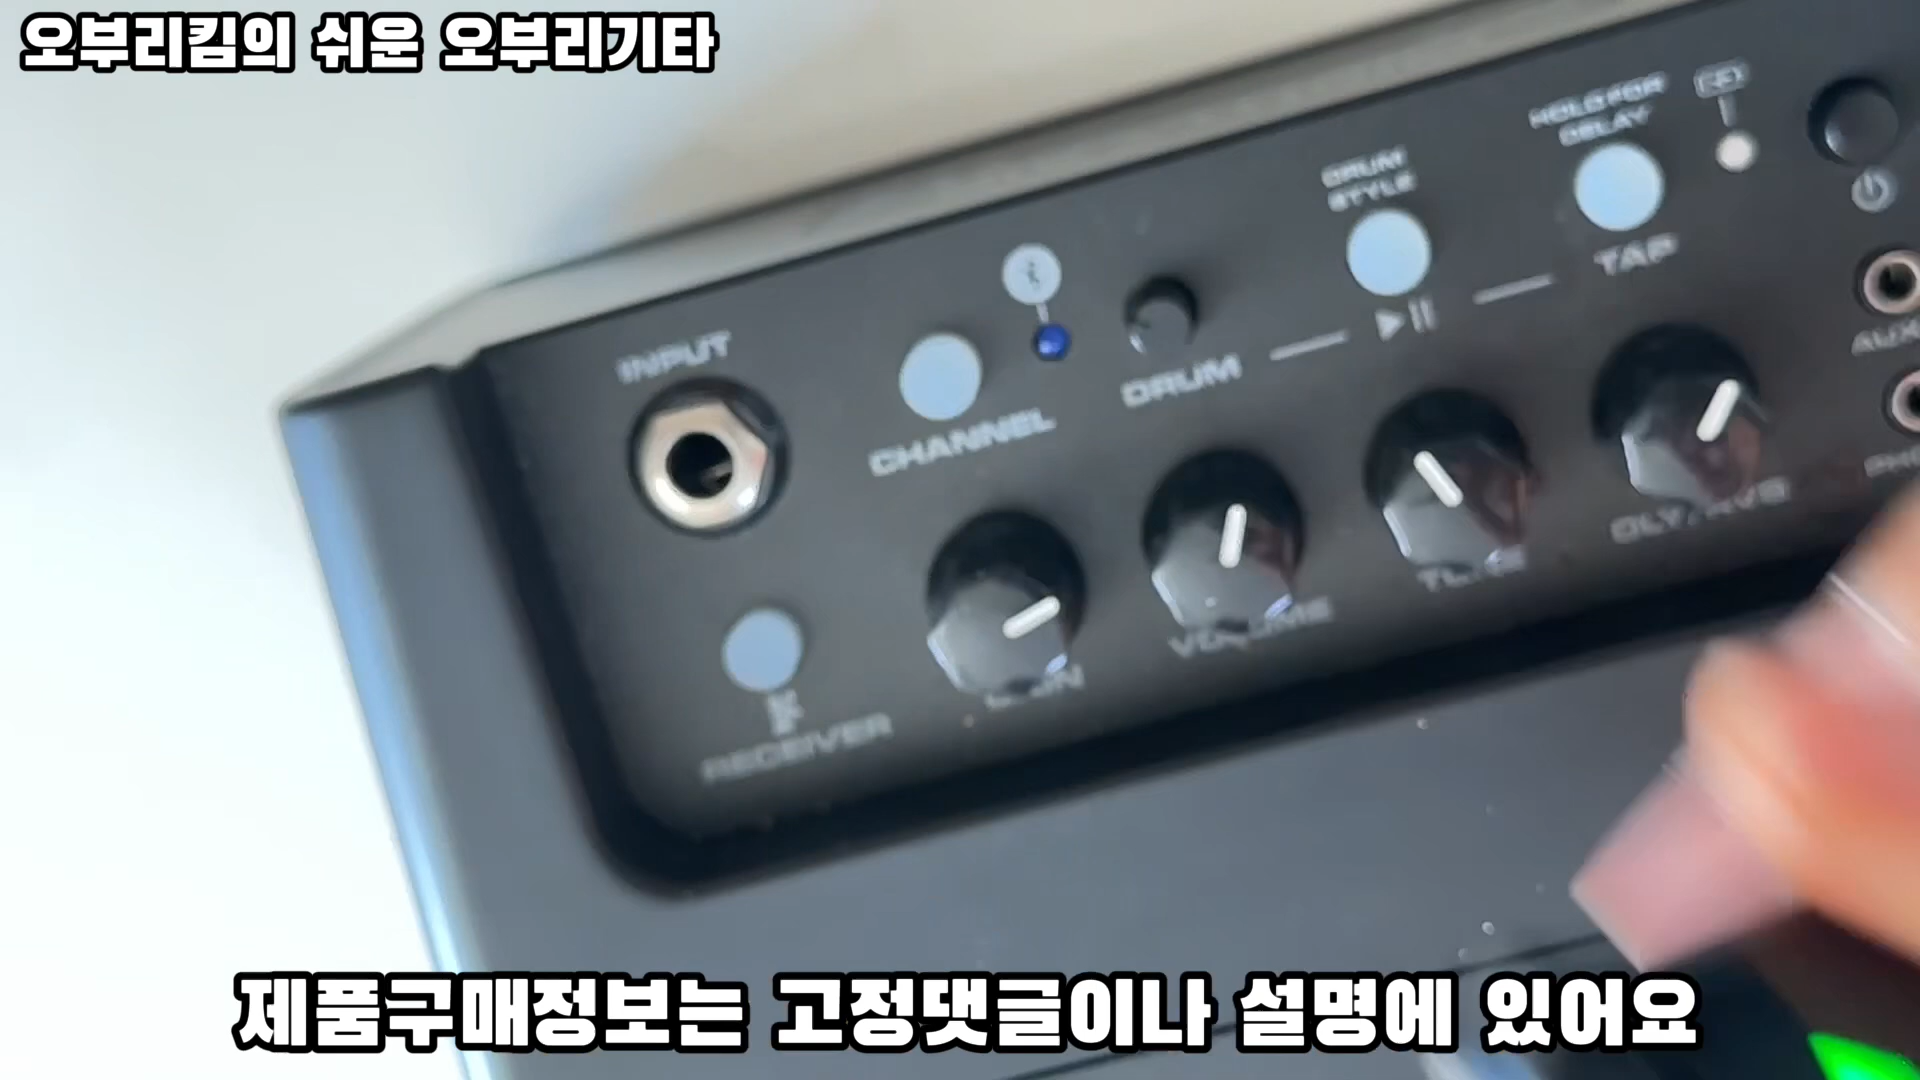 오부리킴의 쉬운 오부리기타
HOLD FOR
DELAY
DRUM
STYLE
TAP
INPUT
DRUM
CHANNEL
VOLUME
RECEIVER
제품구매정보는 고정댓글이나 설명에 있어요